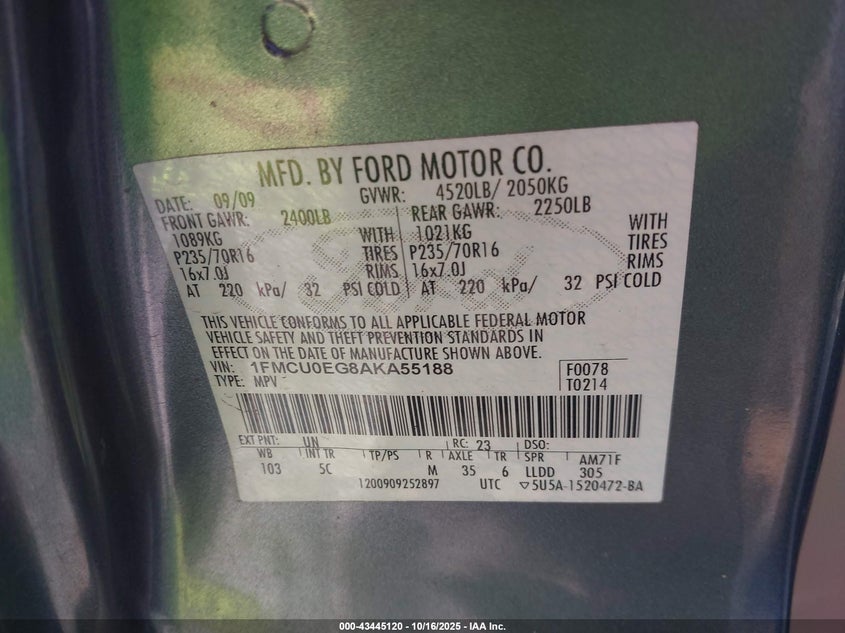 MFD. BY FORD MOTOR CO.
DATE: 09/09 GVWR: 4520LB/ 2050KG
FRONT GAWR: 2400LB REAR GAWR: 2250LB
1089KG WITH 1021KG WITH
P235/70R16 TIRES P235/70R16 TIRES
16x7.0J RIMS 16x7.0J RIMS
AT 220 kPa/ 32 PSI COLD AT 220 kPa/ 32 PSI COLD
THIS VEHICLE CONFORMS TO ALL APPLICABLE FEDERAL MOTOR
VEHICLE SAFETY AND THEFT PREVENTION STANDARDS IN
EFFECT ON THE DATE OF MANUFACTURE SHOWN ABOVE.
VIN: 1FMCU0EG8AKA55188 F0078
TYPE: MPV T0214
EXT PNT: UN RC: 23 DSO:
WB INT TR TP/PS R AXLE TR SPR AM71F
103 5C M 35 6 LLDD 305
1200909252897 UTC ▽5U5A-1520472-BA
Ford
000-43445120 - 10/16/2025 - IAA Inc.